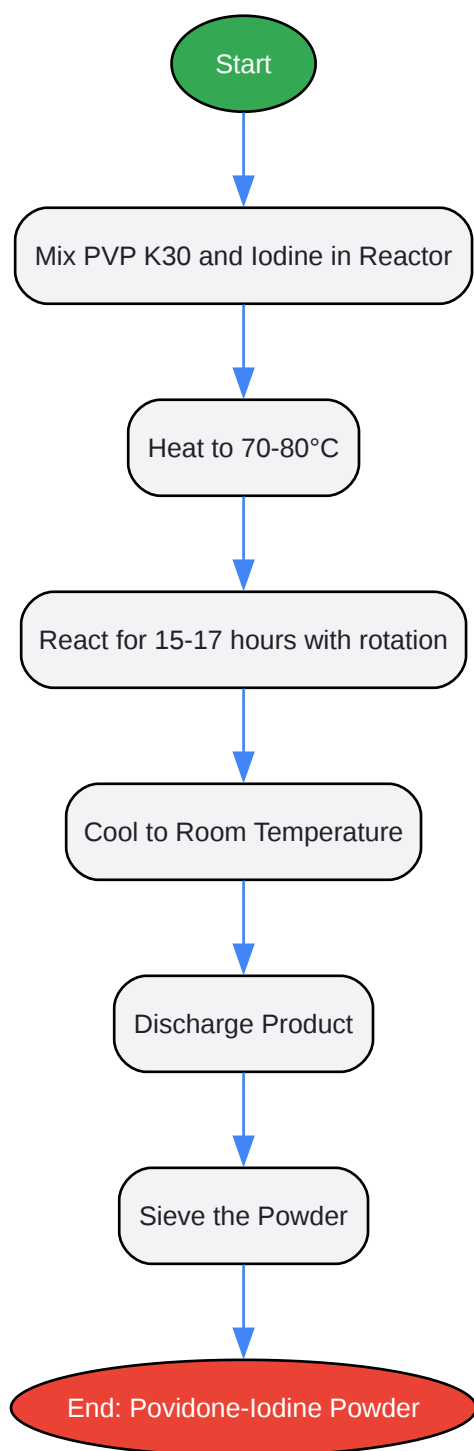 Start
Mix PVP K30 and Iodine in Reactor
Heat to 70-80°C
React for 15-17 hours with rotation
Cool to Room Temperature
Discharge Product
Sieve the Powder
End: Povidone-Iodine Powder